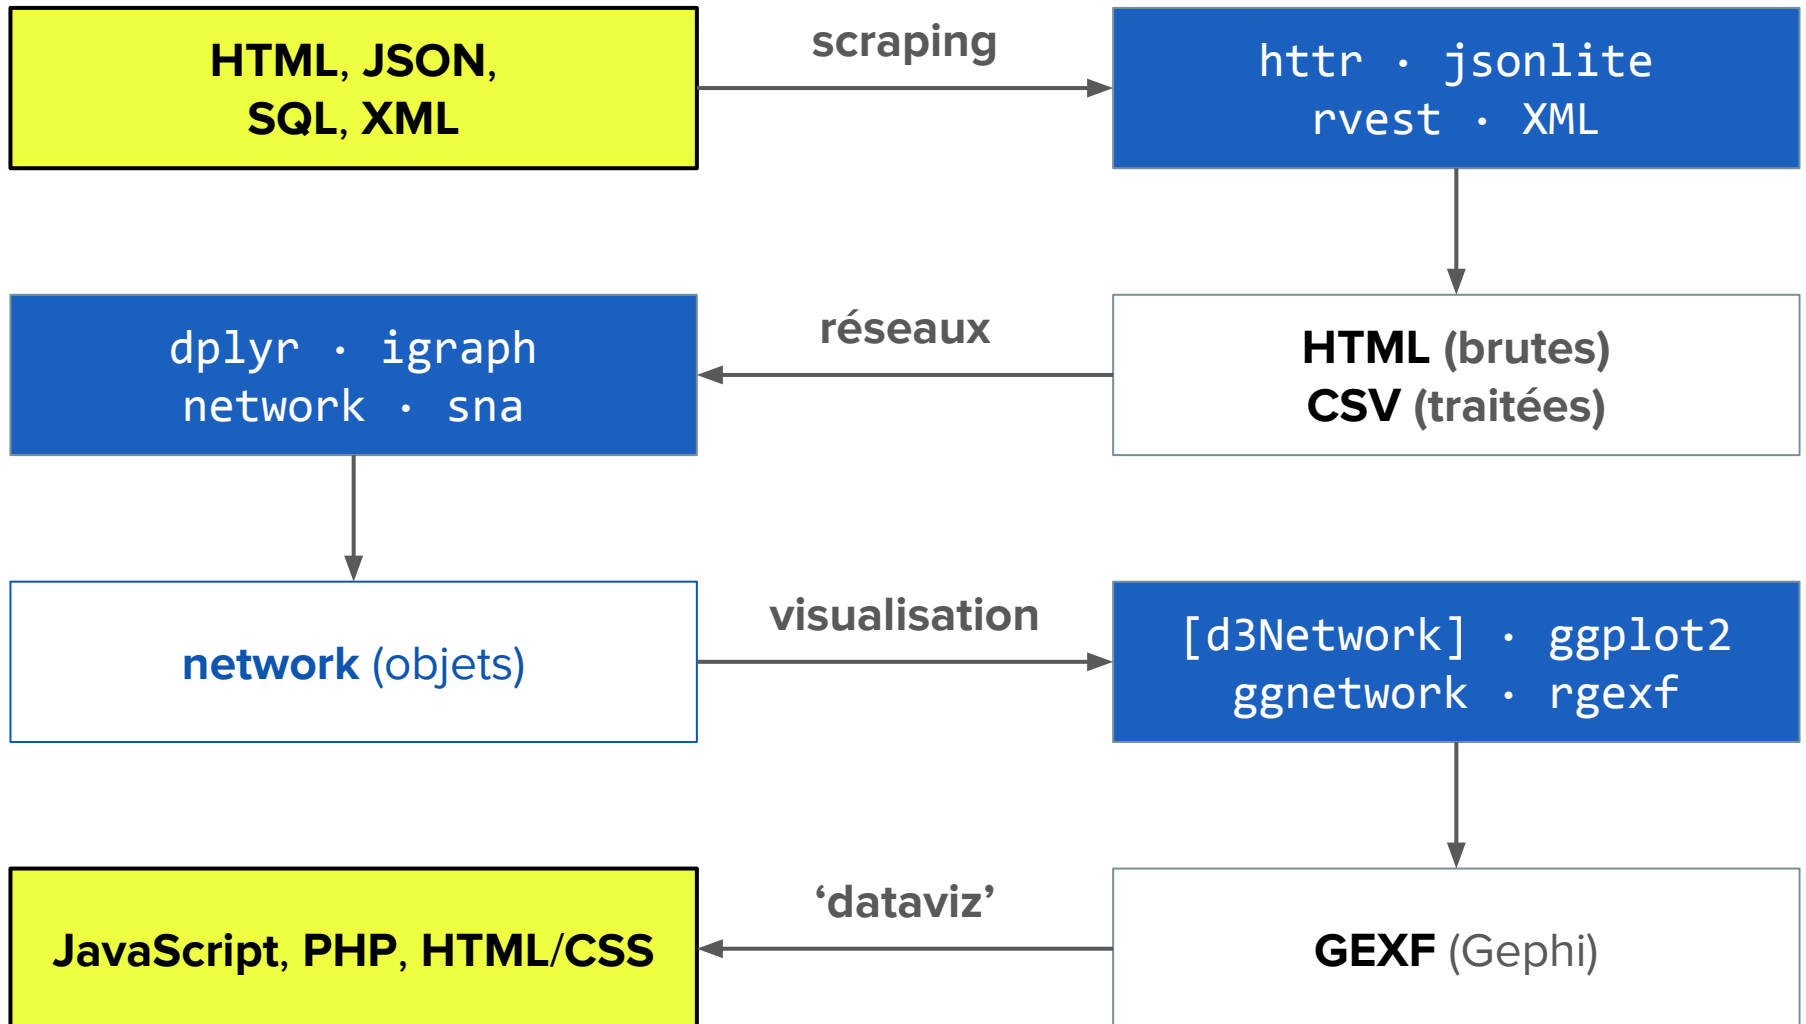 HTML, JSON,
SQL, XML
scraping
httr · jsonlite
rvest · XML
dplyr · igraph
network · sna
réseaux
HTML (brutes)
CSV (traitées)
network (objets)
visualisation
[d3Network] · ggplot2
ggnetwork · rgexf
JavaScript, PHP, HTML/CSS
‘dataviz’
GEXF (Gephi)